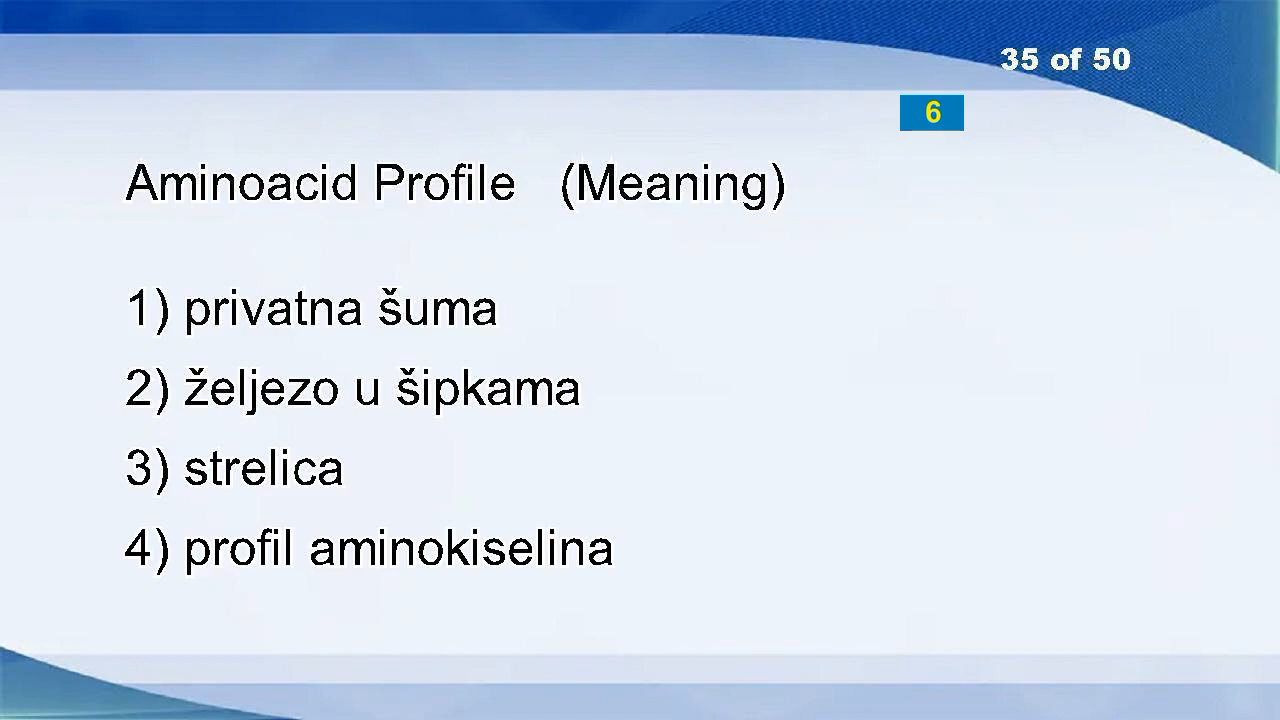 35 of 50
6
Aminoacid Profile (Meaning)
1) privatna šuma
2) željezo u šipkama
3) strelica
4) profil aminokiselina